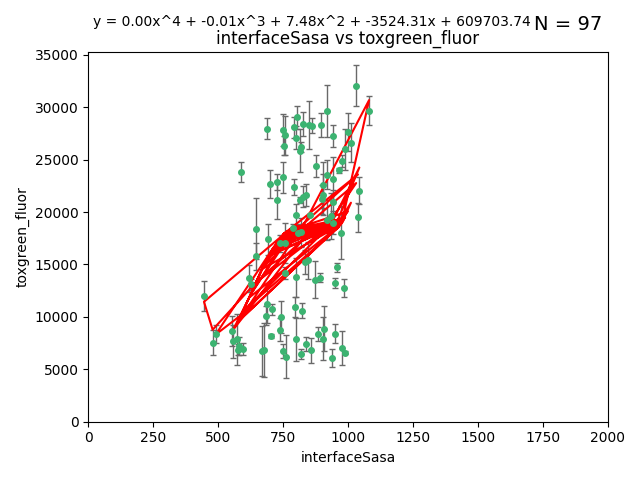 y = 0.00x^4 + -0.01x^3 + 7.48x^2 + -3524.31x + 609703.74 N = 97
interfaceSasa vs toxgreen_fluor
35000
30000
25000
20000
15000
10000
5000
0
toxgreen_fluor
0 250 500 750 1000 1250 1500 1750 2000
interfaceSasa